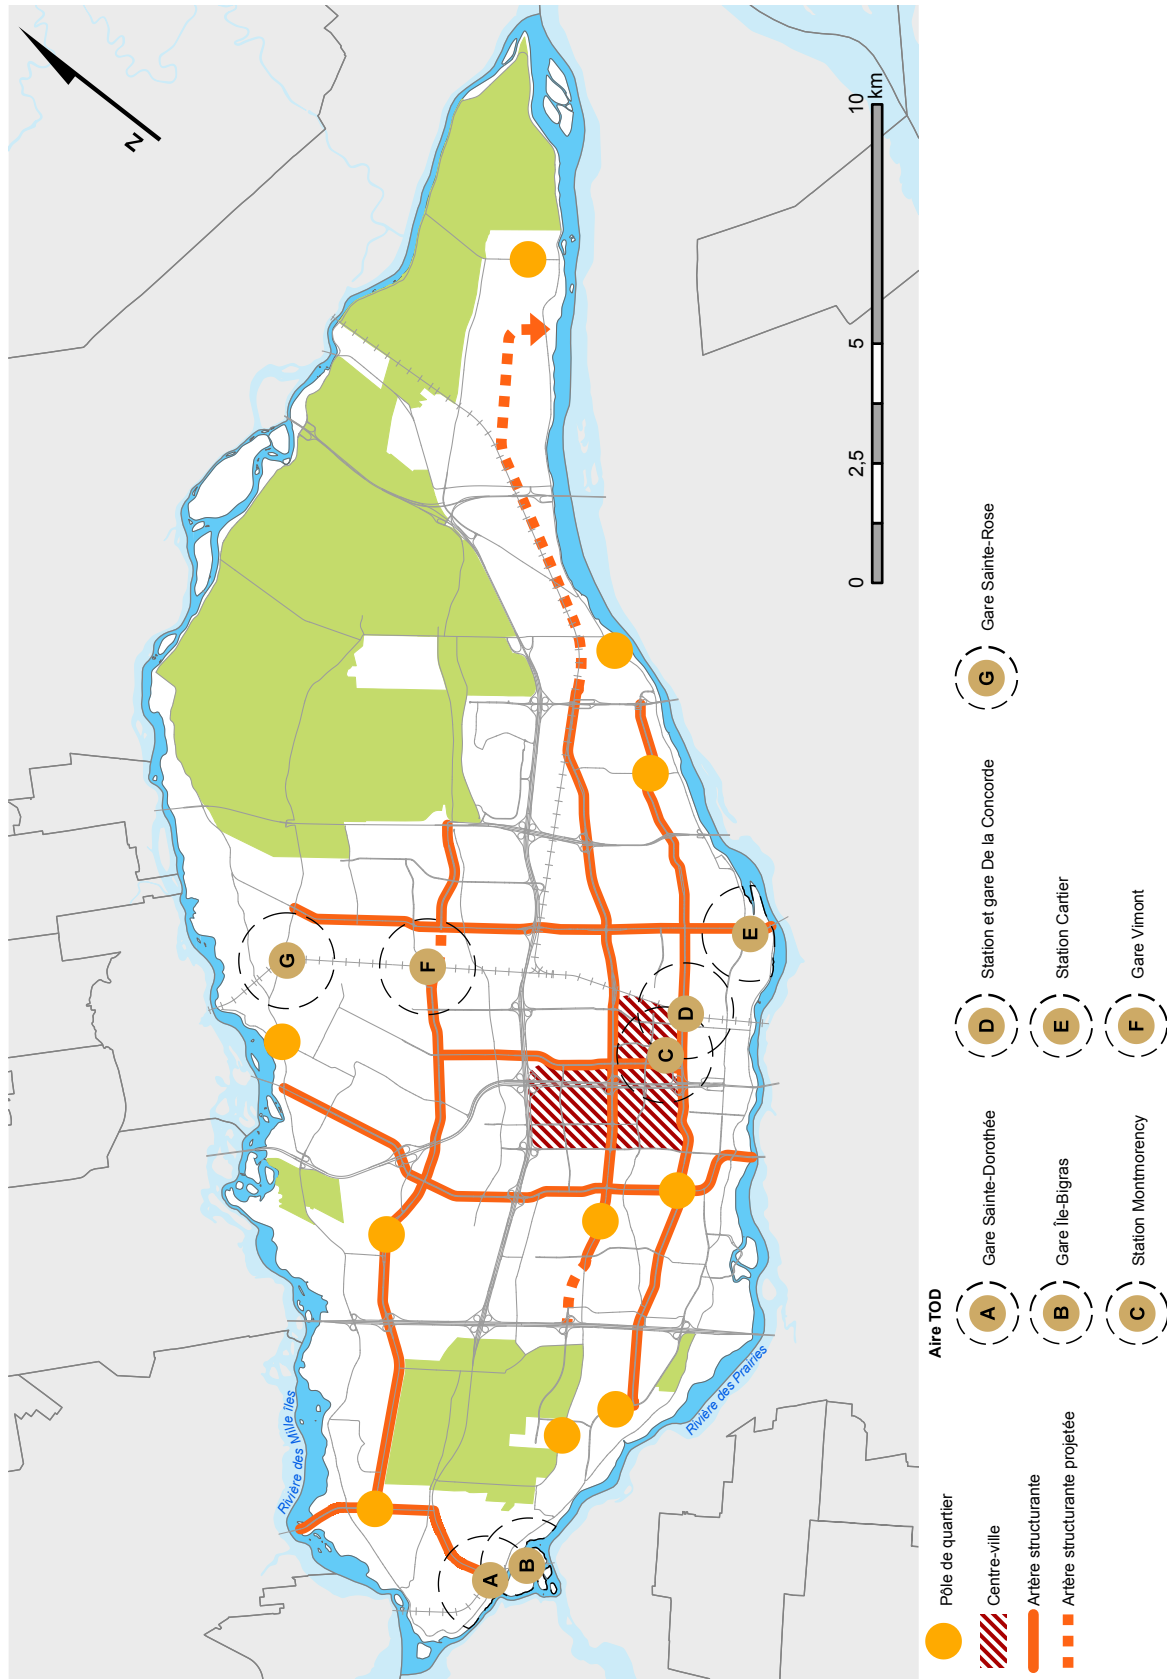 N
Rivière des Mille îles
Rivière des Prairies
A
B
C
D
E
F
G
0
2,5
5
10
km
Pôle de quartier
Centre-ville
Artère structurante
Artère structurante projetée
Aire TOD
A Gare Sainte-Dorothée
B Gare Île-Bigras
C Station Montmorency
D Station et gare De la Concorde
E Station Cartier
F Gare Vimont
G Gare Sainte-Rose